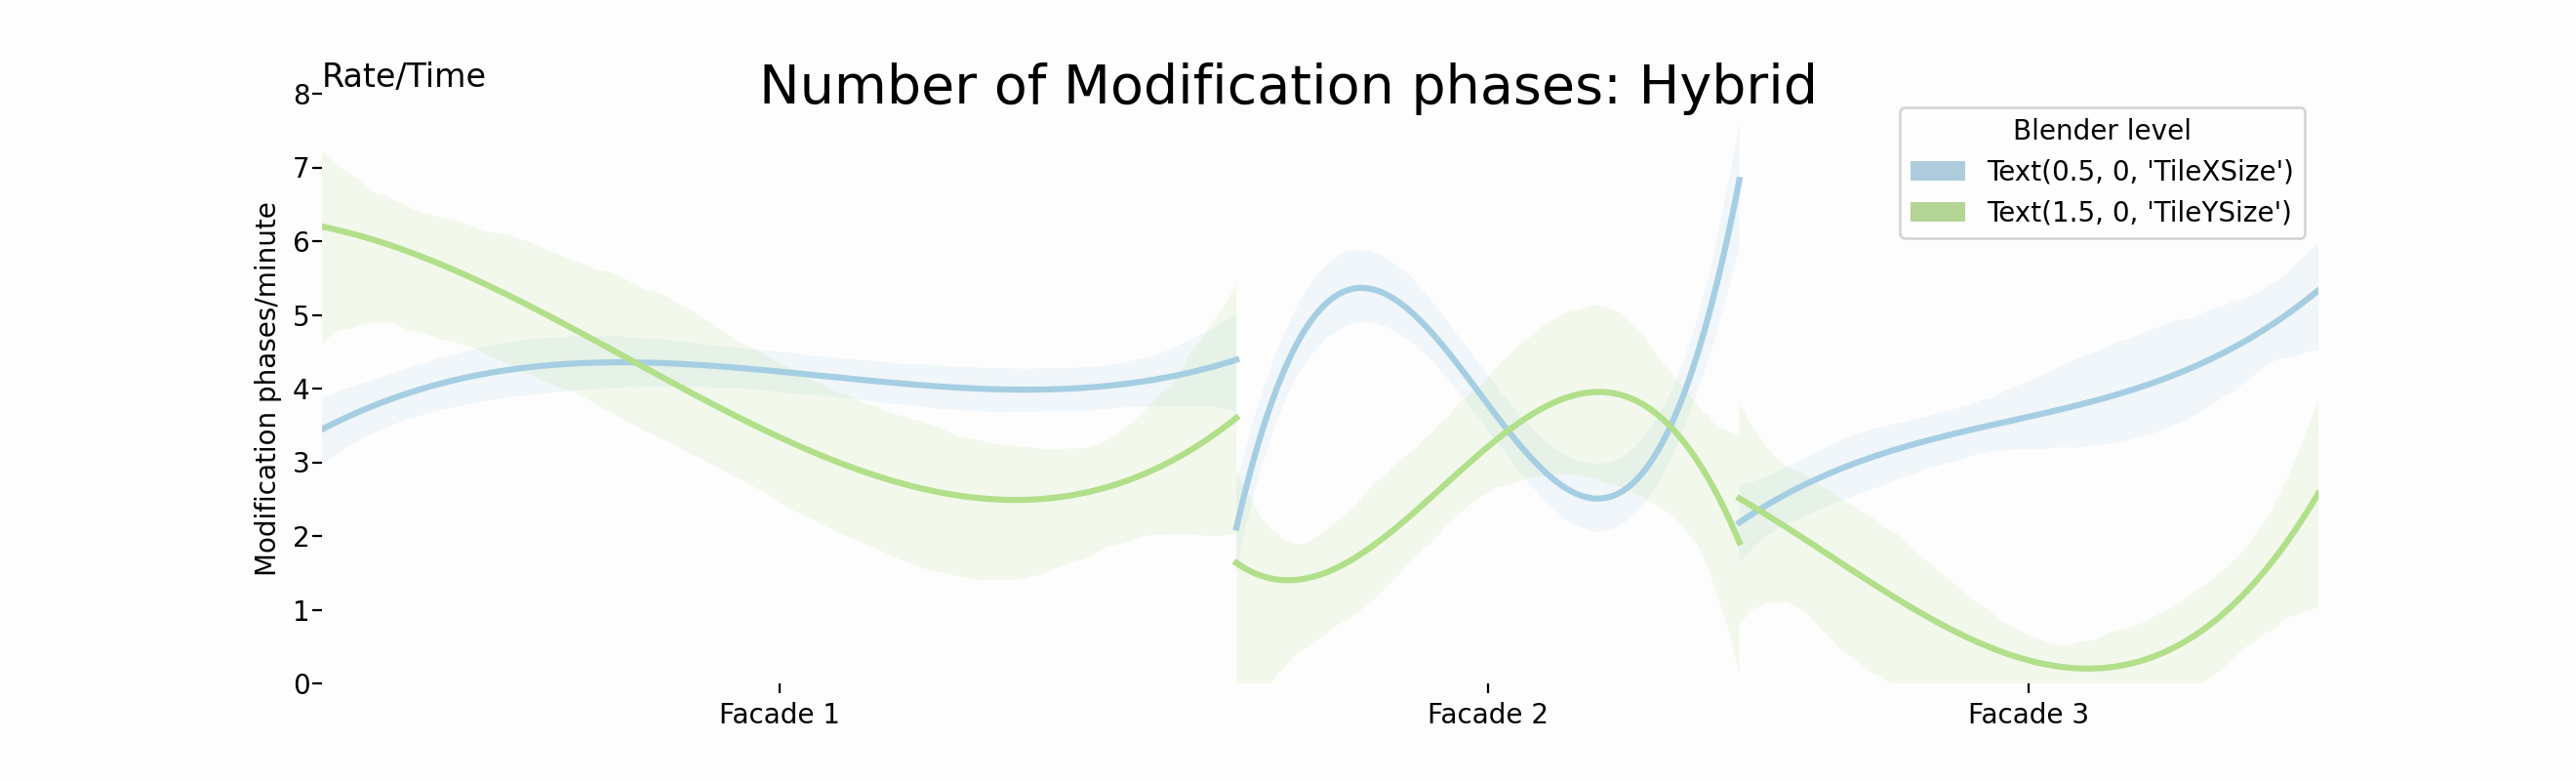 Rate/Time
Number of Modification phases: Hybrid
Modification phases/minute
8
7
6
5
4
3
2
1
0
Blender level
Text(0.5, 0, 'TileXSize')
Text(1.5, 0, 'TileYSize')
Facade 1
Facade 2
Facade 3